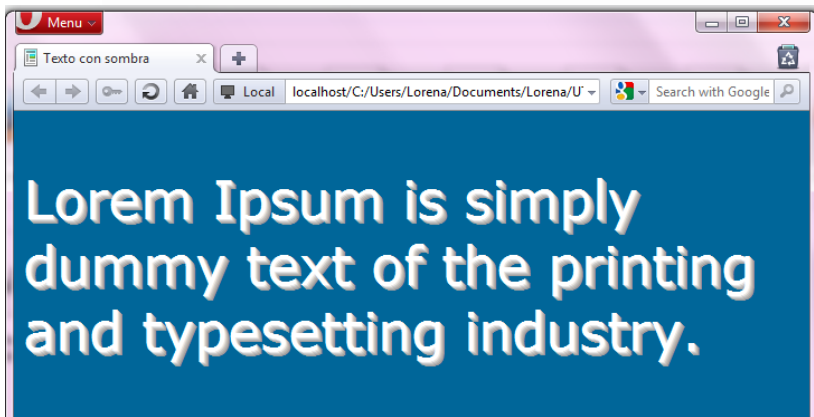 Menu
Texto con sombra
Local localhost/C:/Users/Lorena/Documents/Lorena/U Search with Google
Lorem Ipsum is simply
dummy text of the printing
and typesetting industry.